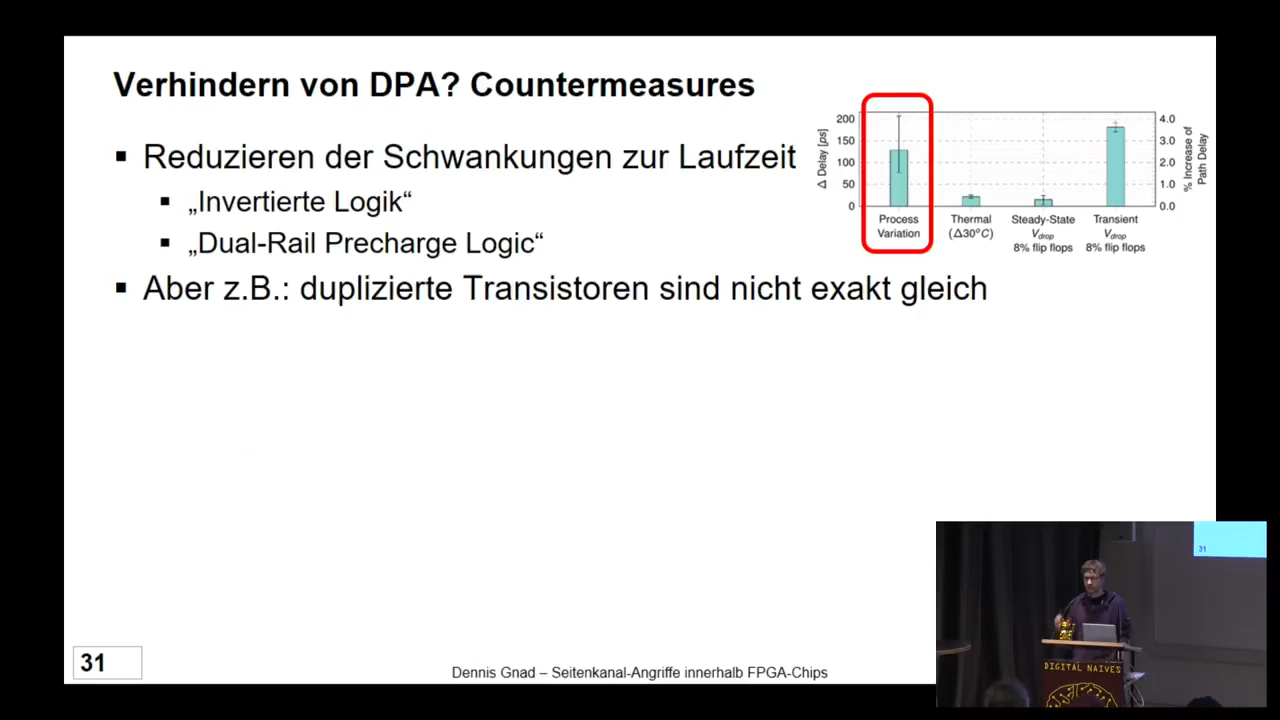 Verhindern von DPA? Countermeasures
▪ Reduzieren der Schwankungen zur Laufzeit
▪ „Invertierte Logik“
▪ „Dual-Rail Precharge Logic“
▪ Aber z.B.: duplizierte Transistoren sind nicht exakt gleich
Δ Delay [ps]
200
150
100
50
0
4.0
3.0
2.0
1.0
0.0
% Increase of
Path Delay
Process
Variation
Thermal
(Δ30°C)
Steady-State
Vdrop
8% flip flops
Transient
Vdrop
8% flip flops
31
Dennis Gnad – Seitenkanal-Angriffe innerhalb FPGA-Chips
31
DIGITAL NAIVES